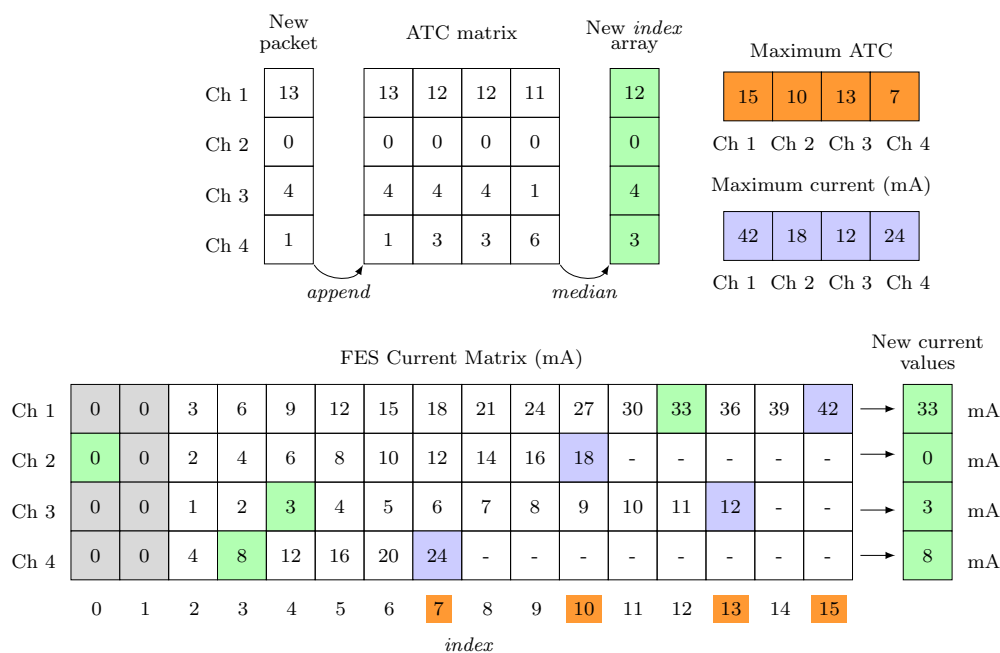 New
packet
ATC matrix
New index
array
Maximum ATC
Ch 1 13 13 12 12 11 12
Ch 2 0 0 0 0 0 0
Ch 3 4 4 4 4 1 4
Ch 4 1 1 3 3 6 3
append
median
15 10 13 7
Ch 1 Ch 2 Ch 3 Ch 4
Maximum current (mA)
42 18 12 24
Ch 1 Ch 2 Ch 3 Ch 4
FES Current Matrix (mA)
New current
values
Ch 1 0 0 3 6 9 12 15 18 21 24 27 30 33 36 39 42 33 mA
Ch 2 0 0 2 4 6 8 10 12 14 16 18 - - - - - 0 mA
Ch 3 0 0 1 2 3 4 5 6 7 8 9 10 11 12 - - 3 mA
Ch 4 0 0 4 8 12 16 20 24 - - - - - - - - 8 mA
0 1 2 3 4 5 6 7 8 9 10 11 12 13 14 15
index